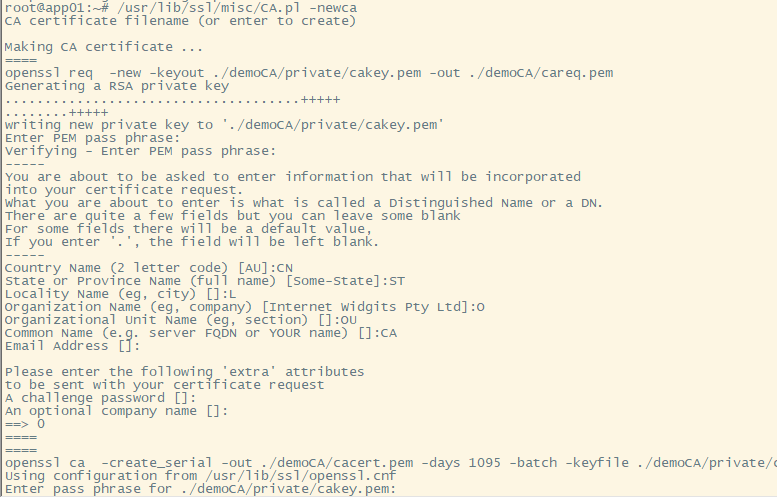 root@app01:~# /usr/lib/ssl/misc/CA.pl -newca
CA certificate filename (or enter to create)

Making CA certificate ...
====
openssl req  -new -keyout ./demoCA/private/cakey.pem -out ./demoCA/careq.pem
Generating a RSA private key
.....................................+++++
........+++++
writing new private key to './demoCA/private/cakey.pem'
Enter PEM pass phrase:
Verifying - Enter PEM pass phrase:
-----
You are about to be asked to enter information that will be incorporated
into your certificate request.
What you are about to enter is what is called a Distinguished Name or a DN.
There are quite a few fields but you can leave some blank
For some fields there will be a default value,
If you enter '.', the field will be left blank.
-----
Country Name (2 letter code) [AU]:CN
State or Province Name (full name) [Some-State]:ST
Locality Name (eg, city) []:L
Organization Name (eg, company) [Internet Widgits Pty Ltd]:O
Organizational Unit Name (eg, section) []:OU
Common Name (e.g. server FQDN or YOUR name) []:CA
Email Address []:

Please enter the following 'extra' attributes
to be sent with your certificate request
A challenge password []:
An optional company name []:
==> 0
====
====
openssl ca  -create_serial -out ./demoCA/cacert.pem -days 1095 -batch -keyfile ./demoCA/private/c
Using configuration from /usr/lib/ssl/openssl.cnf
Enter pass phrase for ./demoCA/private/cakey.pem: